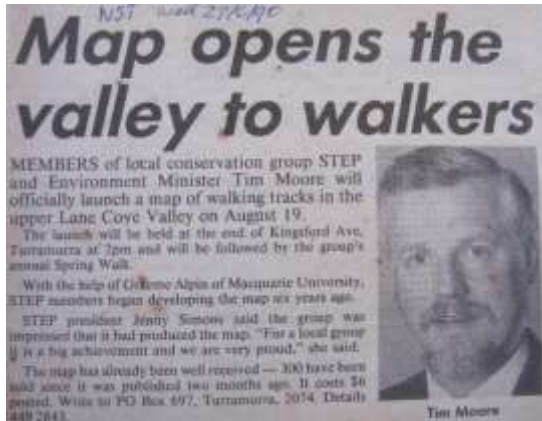 NST Wed
Map opens the
valley to walkers
MEMBERS of local conservation group STEP
and Environment Minister Tim Moore will
officially launch a map of walking tracks in the
upper Lane Cove Valley on August 19.
The launch will be held at the end of Kingsford Ave,
Turramurra at 2pm and will be followed by the group's
annual Spring Walk.
With the help of Graeme Alpin of Macquarie University,
STEP members began developing the map six years ago.
STEP president Jenny Simons said the group was
impressed that it had produced the map. "For a local group
it is a big achievement and we are very proud," she said.
The map has already been well received — 300 have been
sold since it was published two months ago. It costs $6
posted. Write to PO Box 697, Turramurra, 2074. Details
449 2841.
Tim Moore